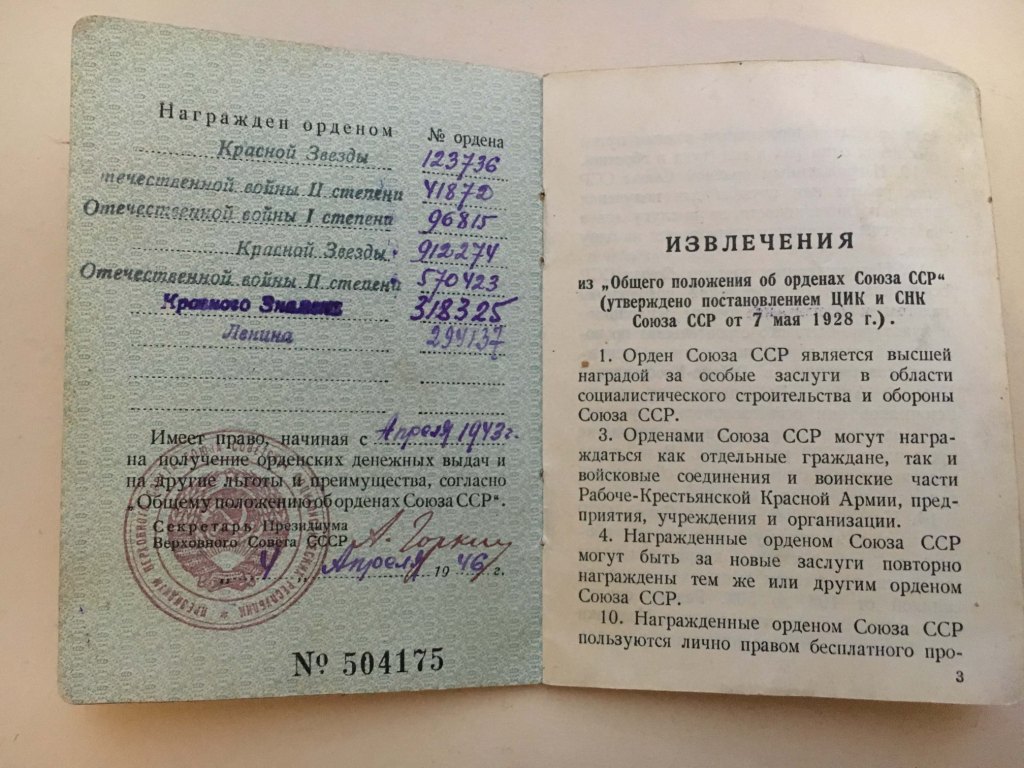 Награжден орденом № ордена
Красной Звезды 123736
течественной войны II степени 41872
Отечественной войны I степени 96815
Красной Звезды 912274
Отечественной войны II степени 570423
Красного Знамени 318325
Ленина 294137
Имеет право, начиная с Апреля 1943 г.
на получение орденских денежных выдач и
на другие льготы и преимущества, согласно
„Общему положению об орденах Союза ССР“.
Секретарь Президиума
Верховного Совета СССР А. Горкин
„ 4 „ Апреля 19 46 г.
№ 504175
ИЗВЛЕЧЕНИЯ
из „Общего положения об орденах Союза ССР“
(утверждено постановлением ЦИК и СНК
Союза ССР от 7 мая 1928 г.).
1. Орден Союза ССР является высшей
наградой за особые заслуги в области
социалистического строительства и обороны
Союза ССР.
3. Орденами Союза ССР могут награ-
ждаться как отдельные граждане, так и
войсковые соединения и воинские части
Рабоче-Крестьянской Красной Армии, пред-
приятия, учреждения и организации.
4. Награжденные орденом Союза ССР
могут быть за новые заслуги повторно
награждены тем же или другим орденом
Союза ССР.
10. Награжденные орденом Союза ССР
пользуются лично правом бесплатного про-
3